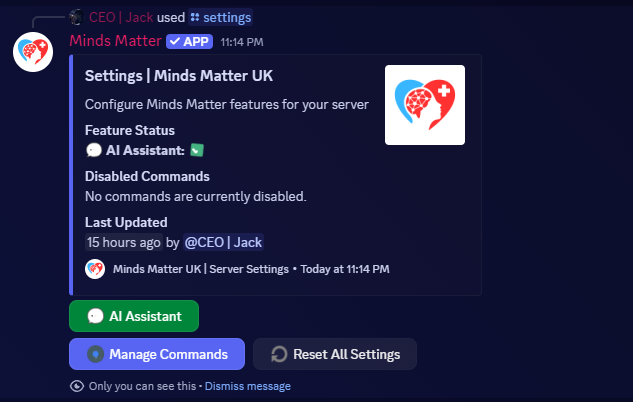 CEO | Jack used settings
Minds Matter APP 11:14 PM
Settings | Minds Matter UK
Configure Minds Matter features for your server
Feature Status
AI Assistant:
Disabled Commands
No commands are currently disabled.
Last Updated
15 hours ago by @CEO | Jack
Minds Matter UK | Server Settings • Today at 11:14 PM
AI Assistant
Manage Commands
Reset All Settings
Only you can see this • Dismiss message